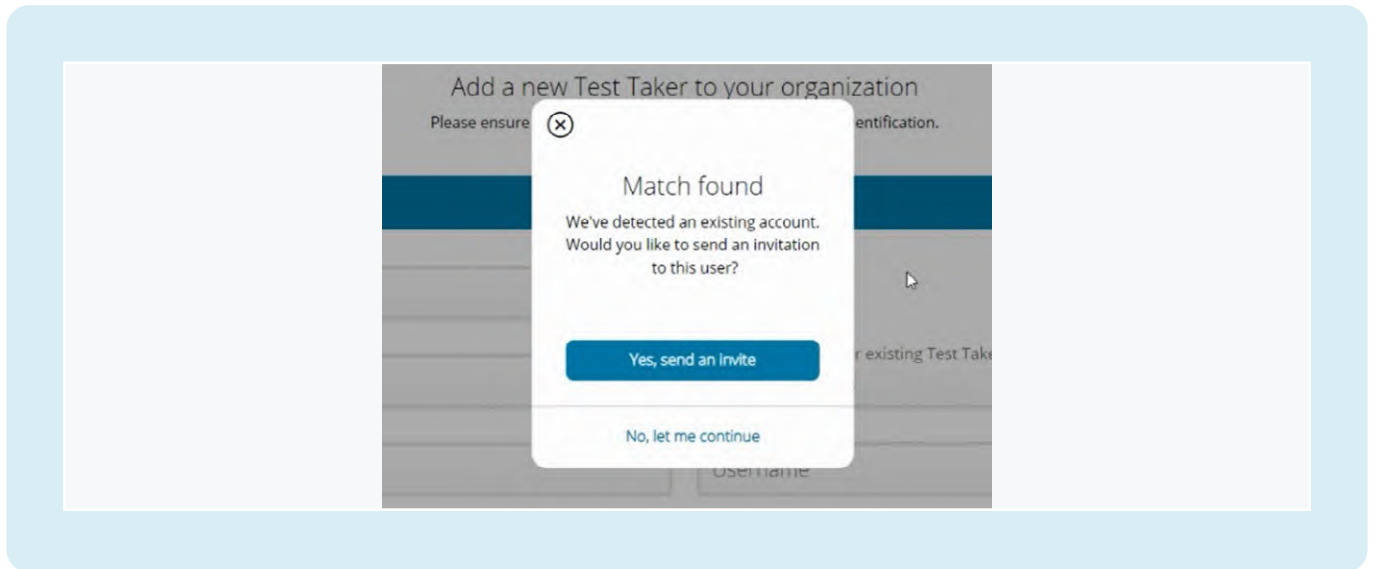 Add a new Test Taker to your organization
Please ensure entification.
Match found
We've detected an existing account.
Would you like to send an invitation
to this user?
Yes, send an invite
r existing Test Take
No, let me continue
Username